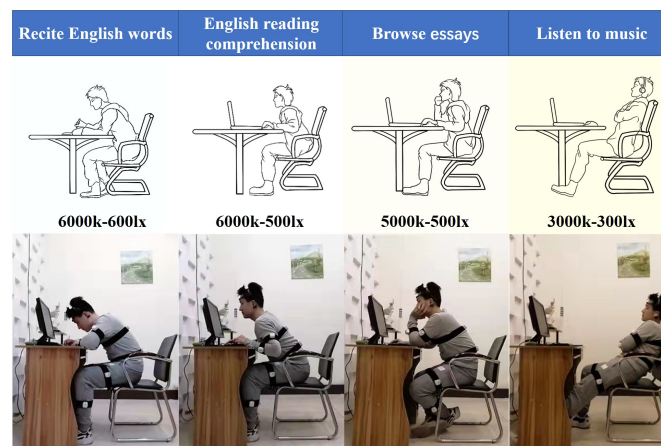 Recite English words
English reading
comprehension
Browse essays
Listen to music
6000k-600lx
6000k-500lx
5000k-500lx
3000k-300lx